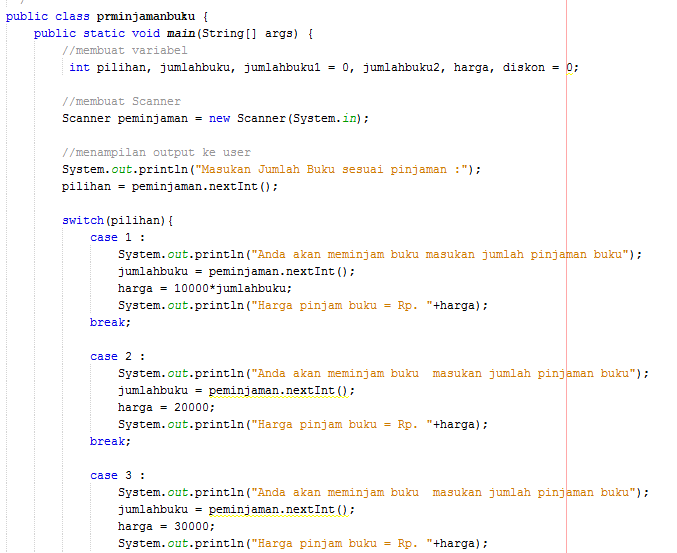 public class prminjamanbuku {
public static void main(String[] args) {
//membuat variabel
int pilihan, jumlahbuku, jumlahbuku1 = 0, jumlahbuku2, harga, diskon = 0;
//membuat Scanner
Scanner peminjaman = new Scanner(System.in);
//menampilan output ke user
System.out.println("Masukan Jumlah Buku sesuai pinjaman :");
pilihan = peminjaman.nextInt();
switch(pilihan){
case 1 :
System.out.println("Anda akan meminjam buku masukan jumlah pinjaman buku");
jumlahbuku = peminjaman.nextInt();
harga = 10000*jumlahbuku;
System.out.println("Harga pinjam buku = Rp. "+harga);
break;
case 2 :
System.out.println("Anda akan meminjam buku  masukan jumlah pinjaman buku");
jumlahbuku = peminjaman.nextInt();
harga = 20000;
System.out.println("Harga pinjam buku = Rp. "+harga);
break;
case 3 :
System.out.println("Anda akan meminjam buku  masukan jumlah pinjaman buku");
jumlahbuku = peminjaman.nextInt();
harga = 30000;
System.out.println("Harga pinjam buku = Rp. "+harga);